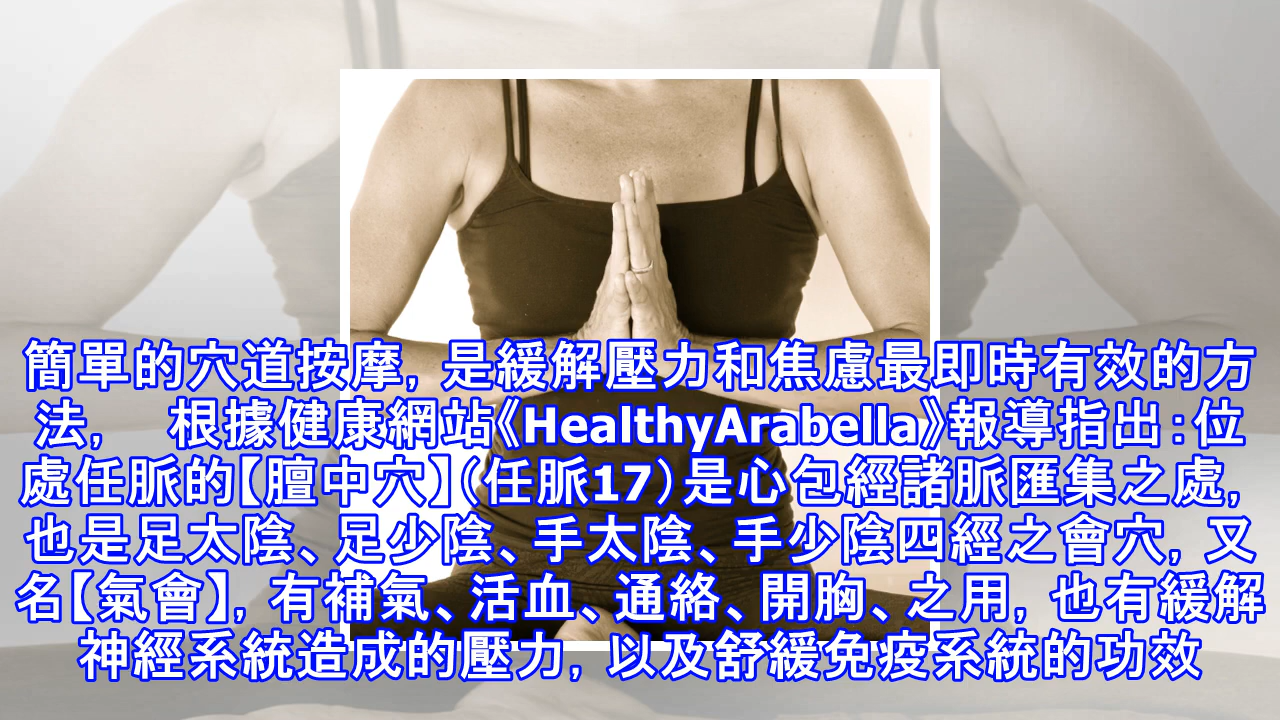 簡單的穴道按摩, 是緩解壓力和焦慮最即時有效的方
法, 根據健康網站《HealthyArabella》報導指出:位
處任脈的【膻中穴】(任脈17)是心包經諸脈匯集之處,
也是足太陰、足少陰、手太陰、手少陰四經之會穴, 又
名【氣會】, 有補氣、活血、通絡、開胸、之用, 也有緩解
神經系統造成的壓力, 以及舒緩免疫系統的功效